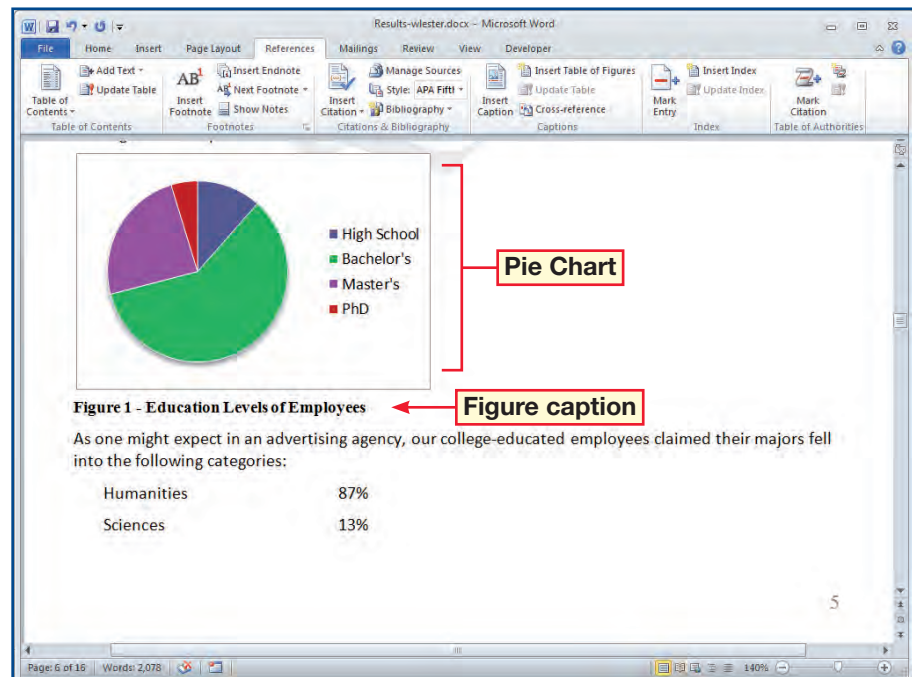 Results-wlester.docx - Microsoft Word
File Home Insert Page Layout References Mailings Review View Developer
Table of Contents
Add Text
Update Table
Table of Contents
AB1
Insert Footnote
Insert Endnote
AB Next Footnote
Show Notes
Footnotes
Insert Citation
Manage Sources
Style: APA Fifth
Bibliography
Citations & Bibliography
Insert Caption
Insert Table of Figures
Update Table
Cross-reference
Captions
Mark Entry
Insert Index
Update Index
Index
Mark Citation
Table of Authorities
High School
Bachelor's
Master's
PhD
Pie Chart
Figure 1 - Education Levels of Employees
Figure caption
As one might expect in an advertising agency, our college-educated employees claimed their majors fell
into the following categories:
Humanities 87%
Sciences 13%
5
Page: 6 of 16 Words: 2,078 140%